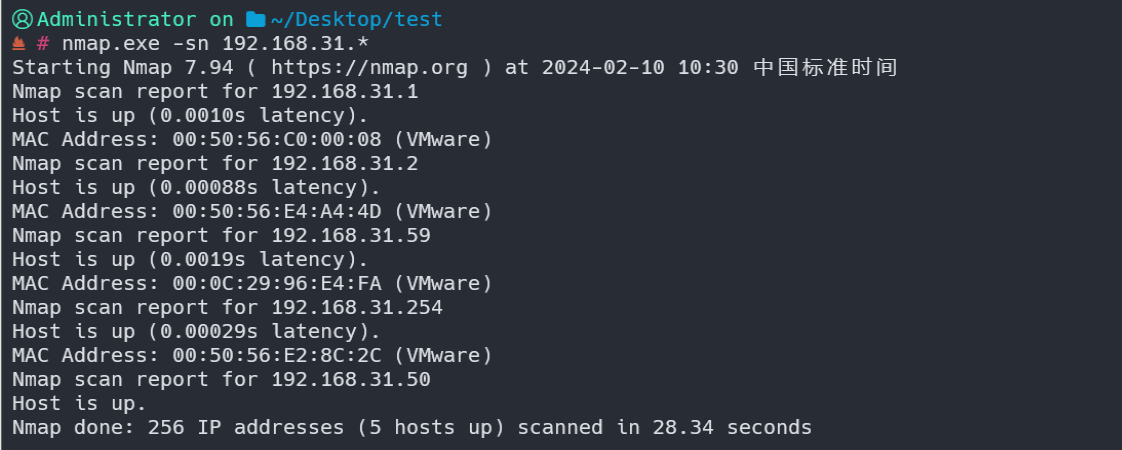 Administrator on ~/Desktop/test
# nmap.exe -sn 192.168.31.*
Starting Nmap 7.94 ( https://nmap.org ) at 2024-02-10 10:30 中国标准时间
Nmap scan report for 192.168.31.1
Host is up (0.0010s latency).
MAC Address: 00:50:56:C0:00:08 (VMware)
Nmap scan report for 192.168.31.2
Host is up (0.00088s latency).
MAC Address: 00:50:56:E4:A4:4D (VMware)
Nmap scan report for 192.168.31.59
Host is up (0.0019s latency).
MAC Address: 00:0C:29:96:E4:FA (VMware)
Nmap scan report for 192.168.31.254
Host is up (0.00029s latency).
MAC Address: 00:50:56:E2:8C:2C (VMware)
Nmap scan report for 192.168.31.50
Host is up.
Nmap done: 256 IP addresses (5 hosts up) scanned in 28.34 seconds